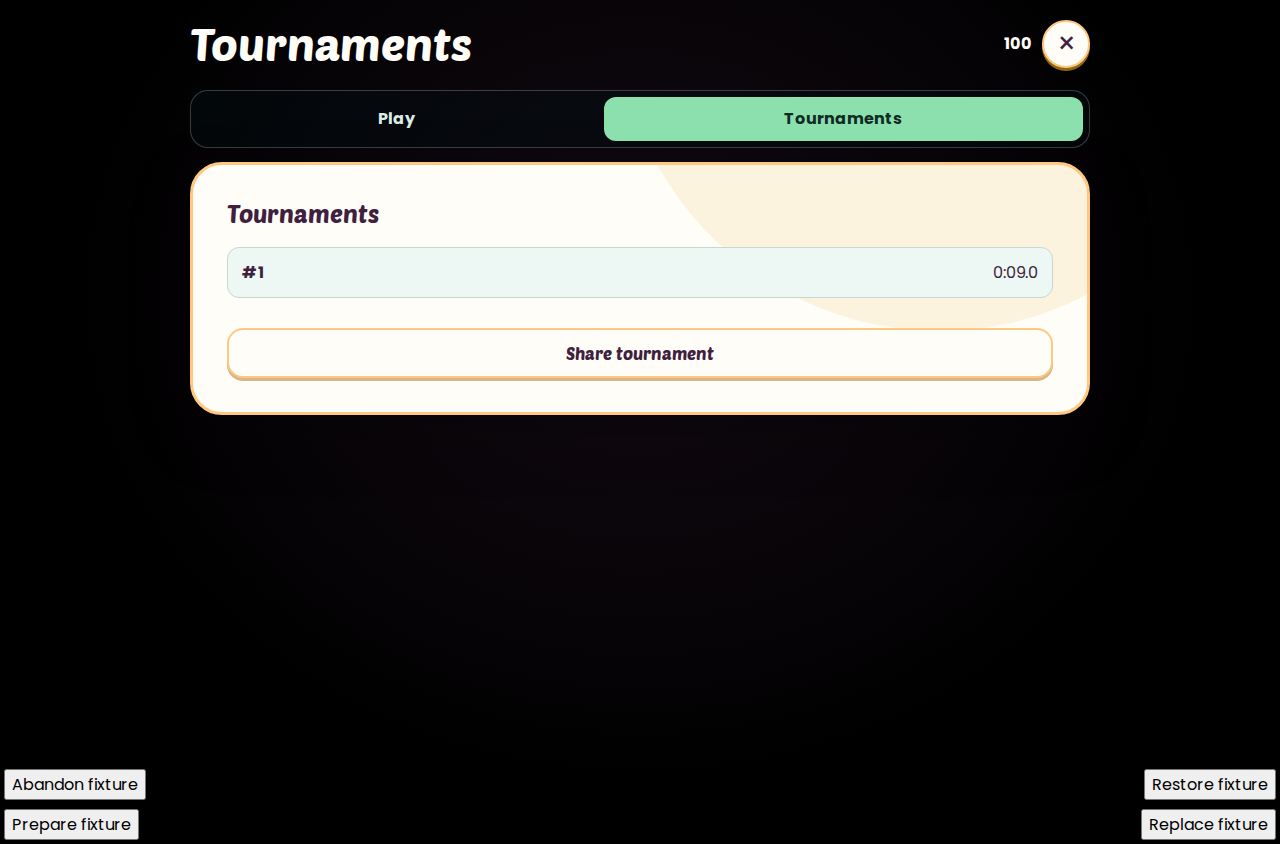 Tournaments
100
×
Play
Tournaments
Tournaments
#1
0:09.0
Share tournament
Abandon fixture
Restore fixture
Prepare fixture
Replace fixture